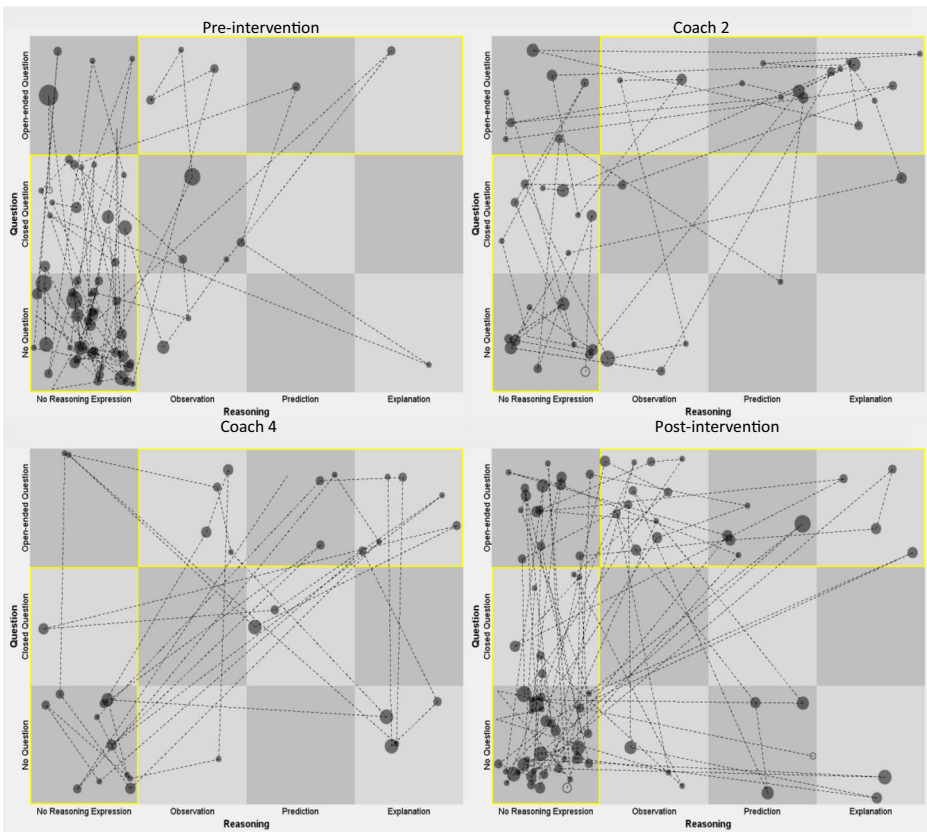 Pre-intervention
Open-ended Question
Closed Question
No Question
Question
No Reasoning Expression
Observation
Prediction
Explanation
Reasoning
Coach 2
Open-ended Question
Closed Question
No Question
Question
No Reasoning Expression
Observation
Prediction
Explanation
Reasoning
Coach 4
Open-ended Question
Closed Question
No Question
Question
No Reasoning Expression
Observation
Prediction
Explanation
Reasoning
Post-intervention
Open-ended Question
Closed Question
No Question
Question
No Reasoning Expression
Observation
Prediction
Explanation
Reasoning